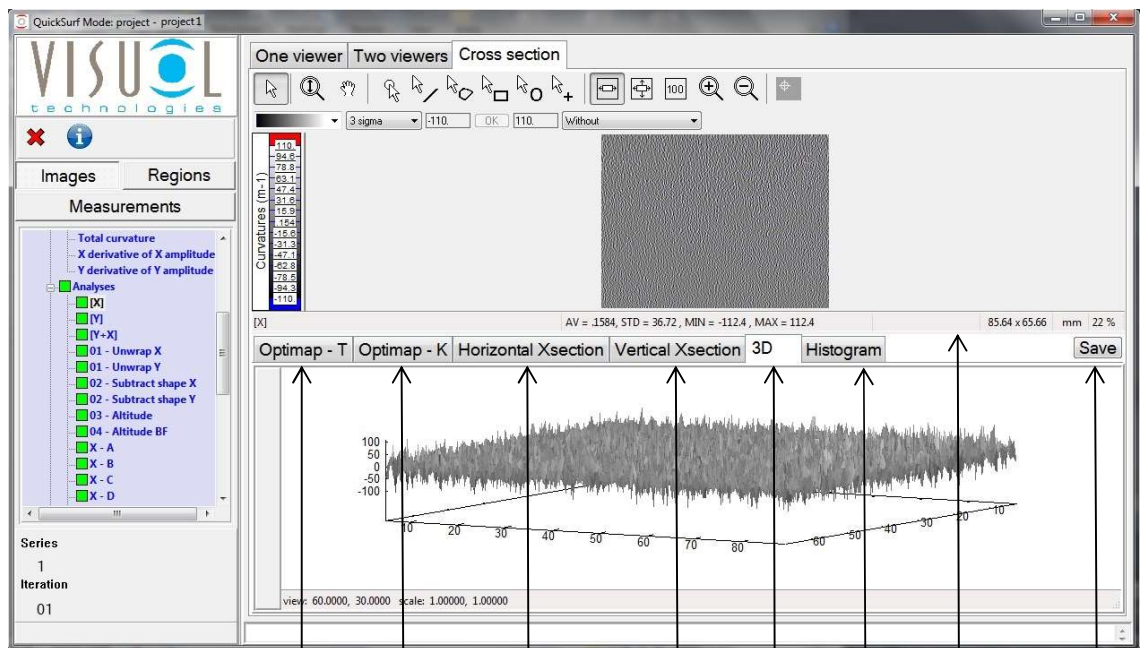 QuickSurf Mode: project - project1
VISUOL
technologies
Images Regions
Measurements
Total curvature
X derivative of X amplitude
Y derivative of Y amplitude
Analyses
[X]
[Y]
[Y+X]
01 - Unwrap X
01 - Unwrap Y
02 - Subtract shape X
02 - Subtract shape Y
03 - Altitude
04 - Altitude BF
X - A
X - B
X - C
X - D
Series
1
Iteration
01
One viewer Two viewers Cross section
100
3 sigma -110. OK 110. Without
Curvatures (m-1)
110.
94.6
78.8
63.1
47.4
31.6
15.9
.154
-15.6
-31.3
-47.1
-62.8
-78.5
-94.3
-110.
[X] AV = .1584, STD = 36.72 , MIN = -112.4 , MAX = 112.4 85.64 x 65.66 mm 22 %
Optimap - T Optimap - K Horizontal Xsection Vertical Xsection 3D Histogram Save
100
50
0
-50
-100
10 20 30 40 50 60 70 80
60 50 40 30 20 10
view: 60.0000, 30.0000 scale: 1.00000, 1.00000